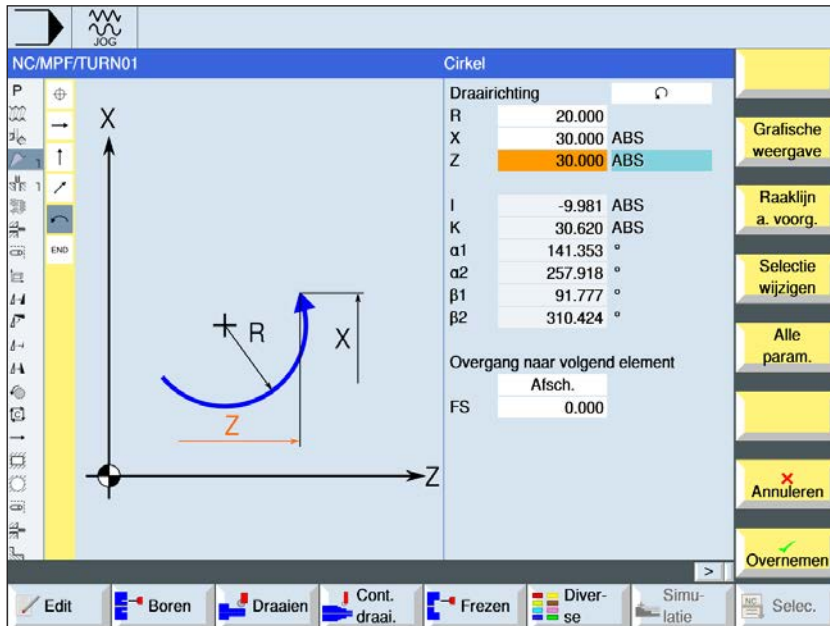 JOG
NC/MPF/TURN01
Cirkel
P
1
1
END
X
R
X
Z
Z
Draairichting
R 20.000
X 30.000 ABS
Z 30.000 ABS
I -9.981 ABS
K 30.620 ABS
α1 141.353 °
α2 257.918 °
β1 91.777 °
β2 310.424 °
Overgang naar volgend element
Afsch.
FS 0.000
Grafische
weergave
Raaklijn
a. voorg.
Selectie
wijzigen
Alle
param.
Annuleren
Overnemen
>
Edit
Boren
Draaien
Cont.
draai.
Frezen
Diver-
se
Simu-
latie
NC
Selec.